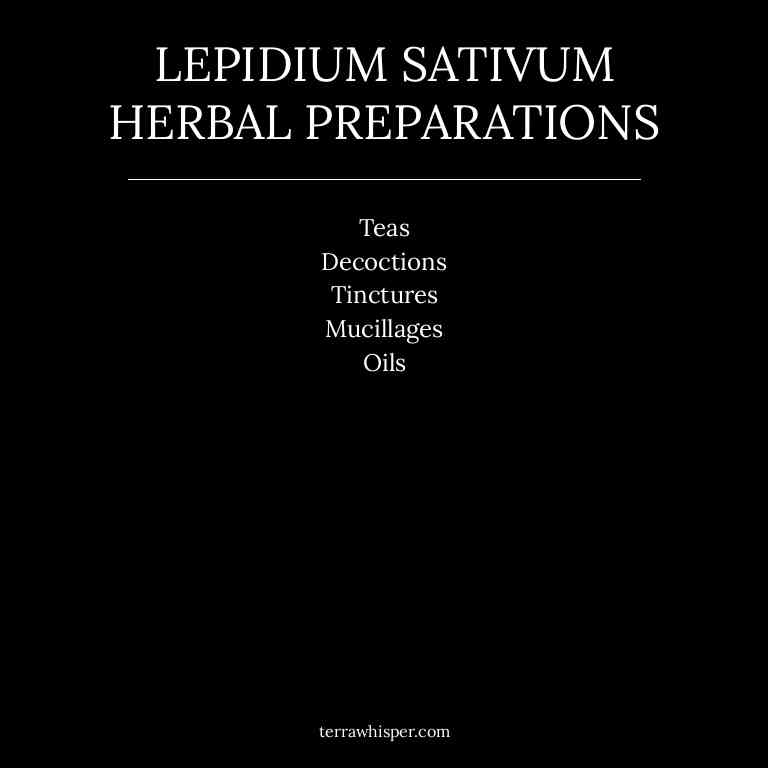 LEPIDIUM SATIVUM
HERBAL PREPARATIONS
Teas
Decoctions
Tinctures
Mucillages
Oils
terrawhisper.com